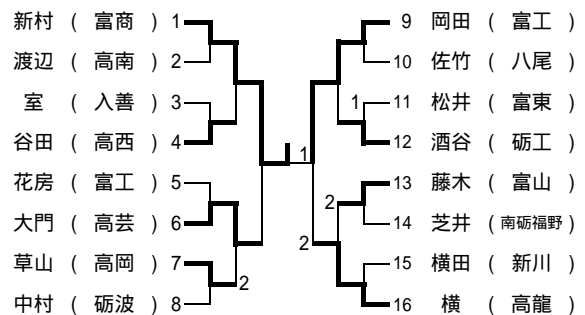 新村 ( 富商 ) 1
渡辺 ( 高南 ) 2
室 ( 入善 ) 3
谷田 ( 高西 ) 4
花房 ( 富工 ) 5
大門 ( 高芸 ) 6
草山 ( 高岡 ) 7
中村 ( 砺波 ) 8
2
1
9 岡田 ( 富工 )
10 佐竹 ( 八尾 )
1
11 松井 ( 富東 )
12 酒谷 ( 砺工 )
13 藤木 ( 富山 )
2
14 芝井 ( 南砺福野 )
2
15 横田 ( 新川 )
16 横 ( 高龍 )